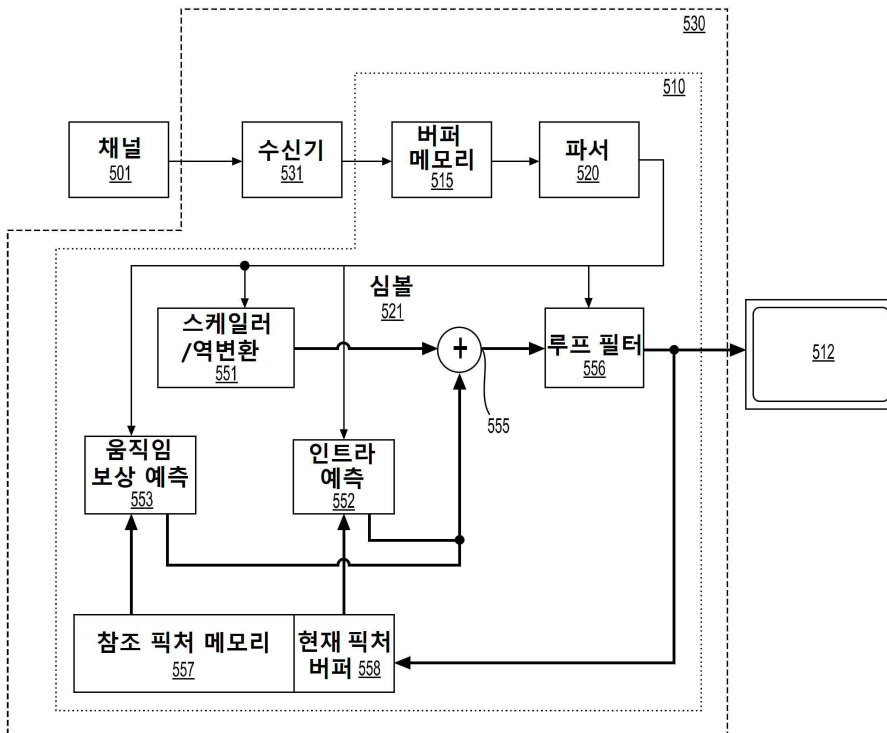 530
510
채널
501
수신기
531
버퍼
메모리
515
파서
520
심볼
521
스케일러
/역변환
551
+
555
루프 필터
556
512
움직임
보상 예측
553
인트라
예측
552
참조 픽처 메모리
557
현재 픽처
버퍼 558